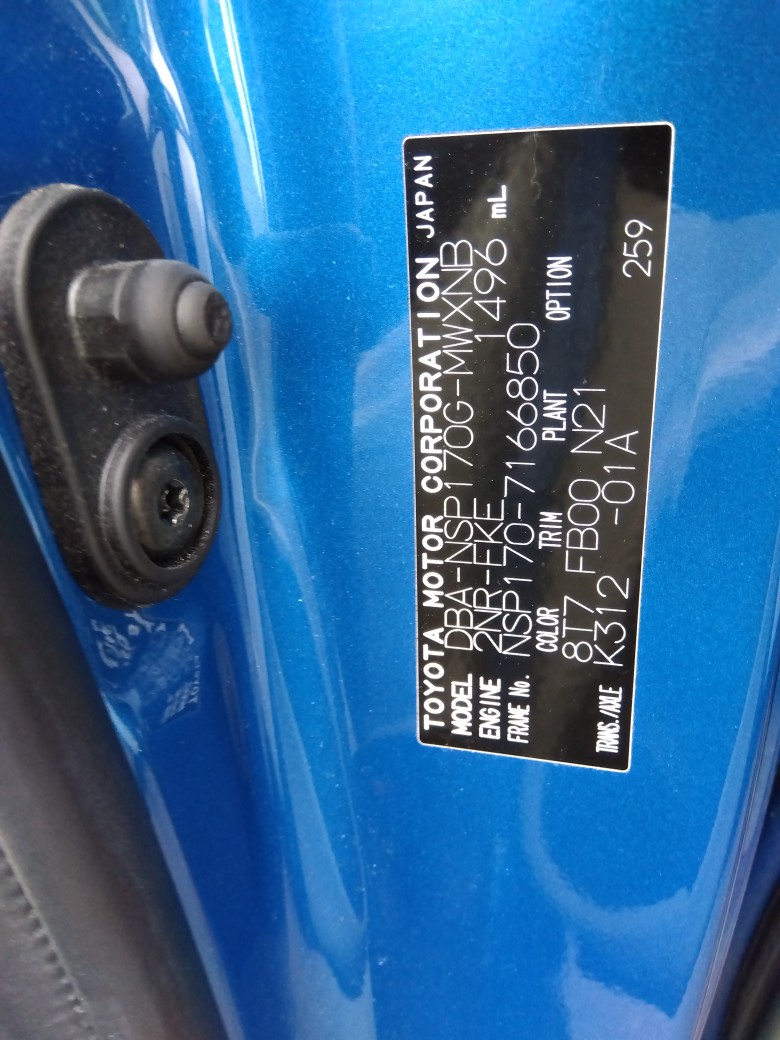 TOYOTA MOTOR CORPORATION JAPAN
MODEL DBA-NSP170G-MWXNB
ENGINE 2NR-FKE 1496 mL
FRAME No. NSP170-7166850
COLOR TRIM PLANT OPTION
8T7 FB00 N21
TRANS./AXLE K312 -01A 259